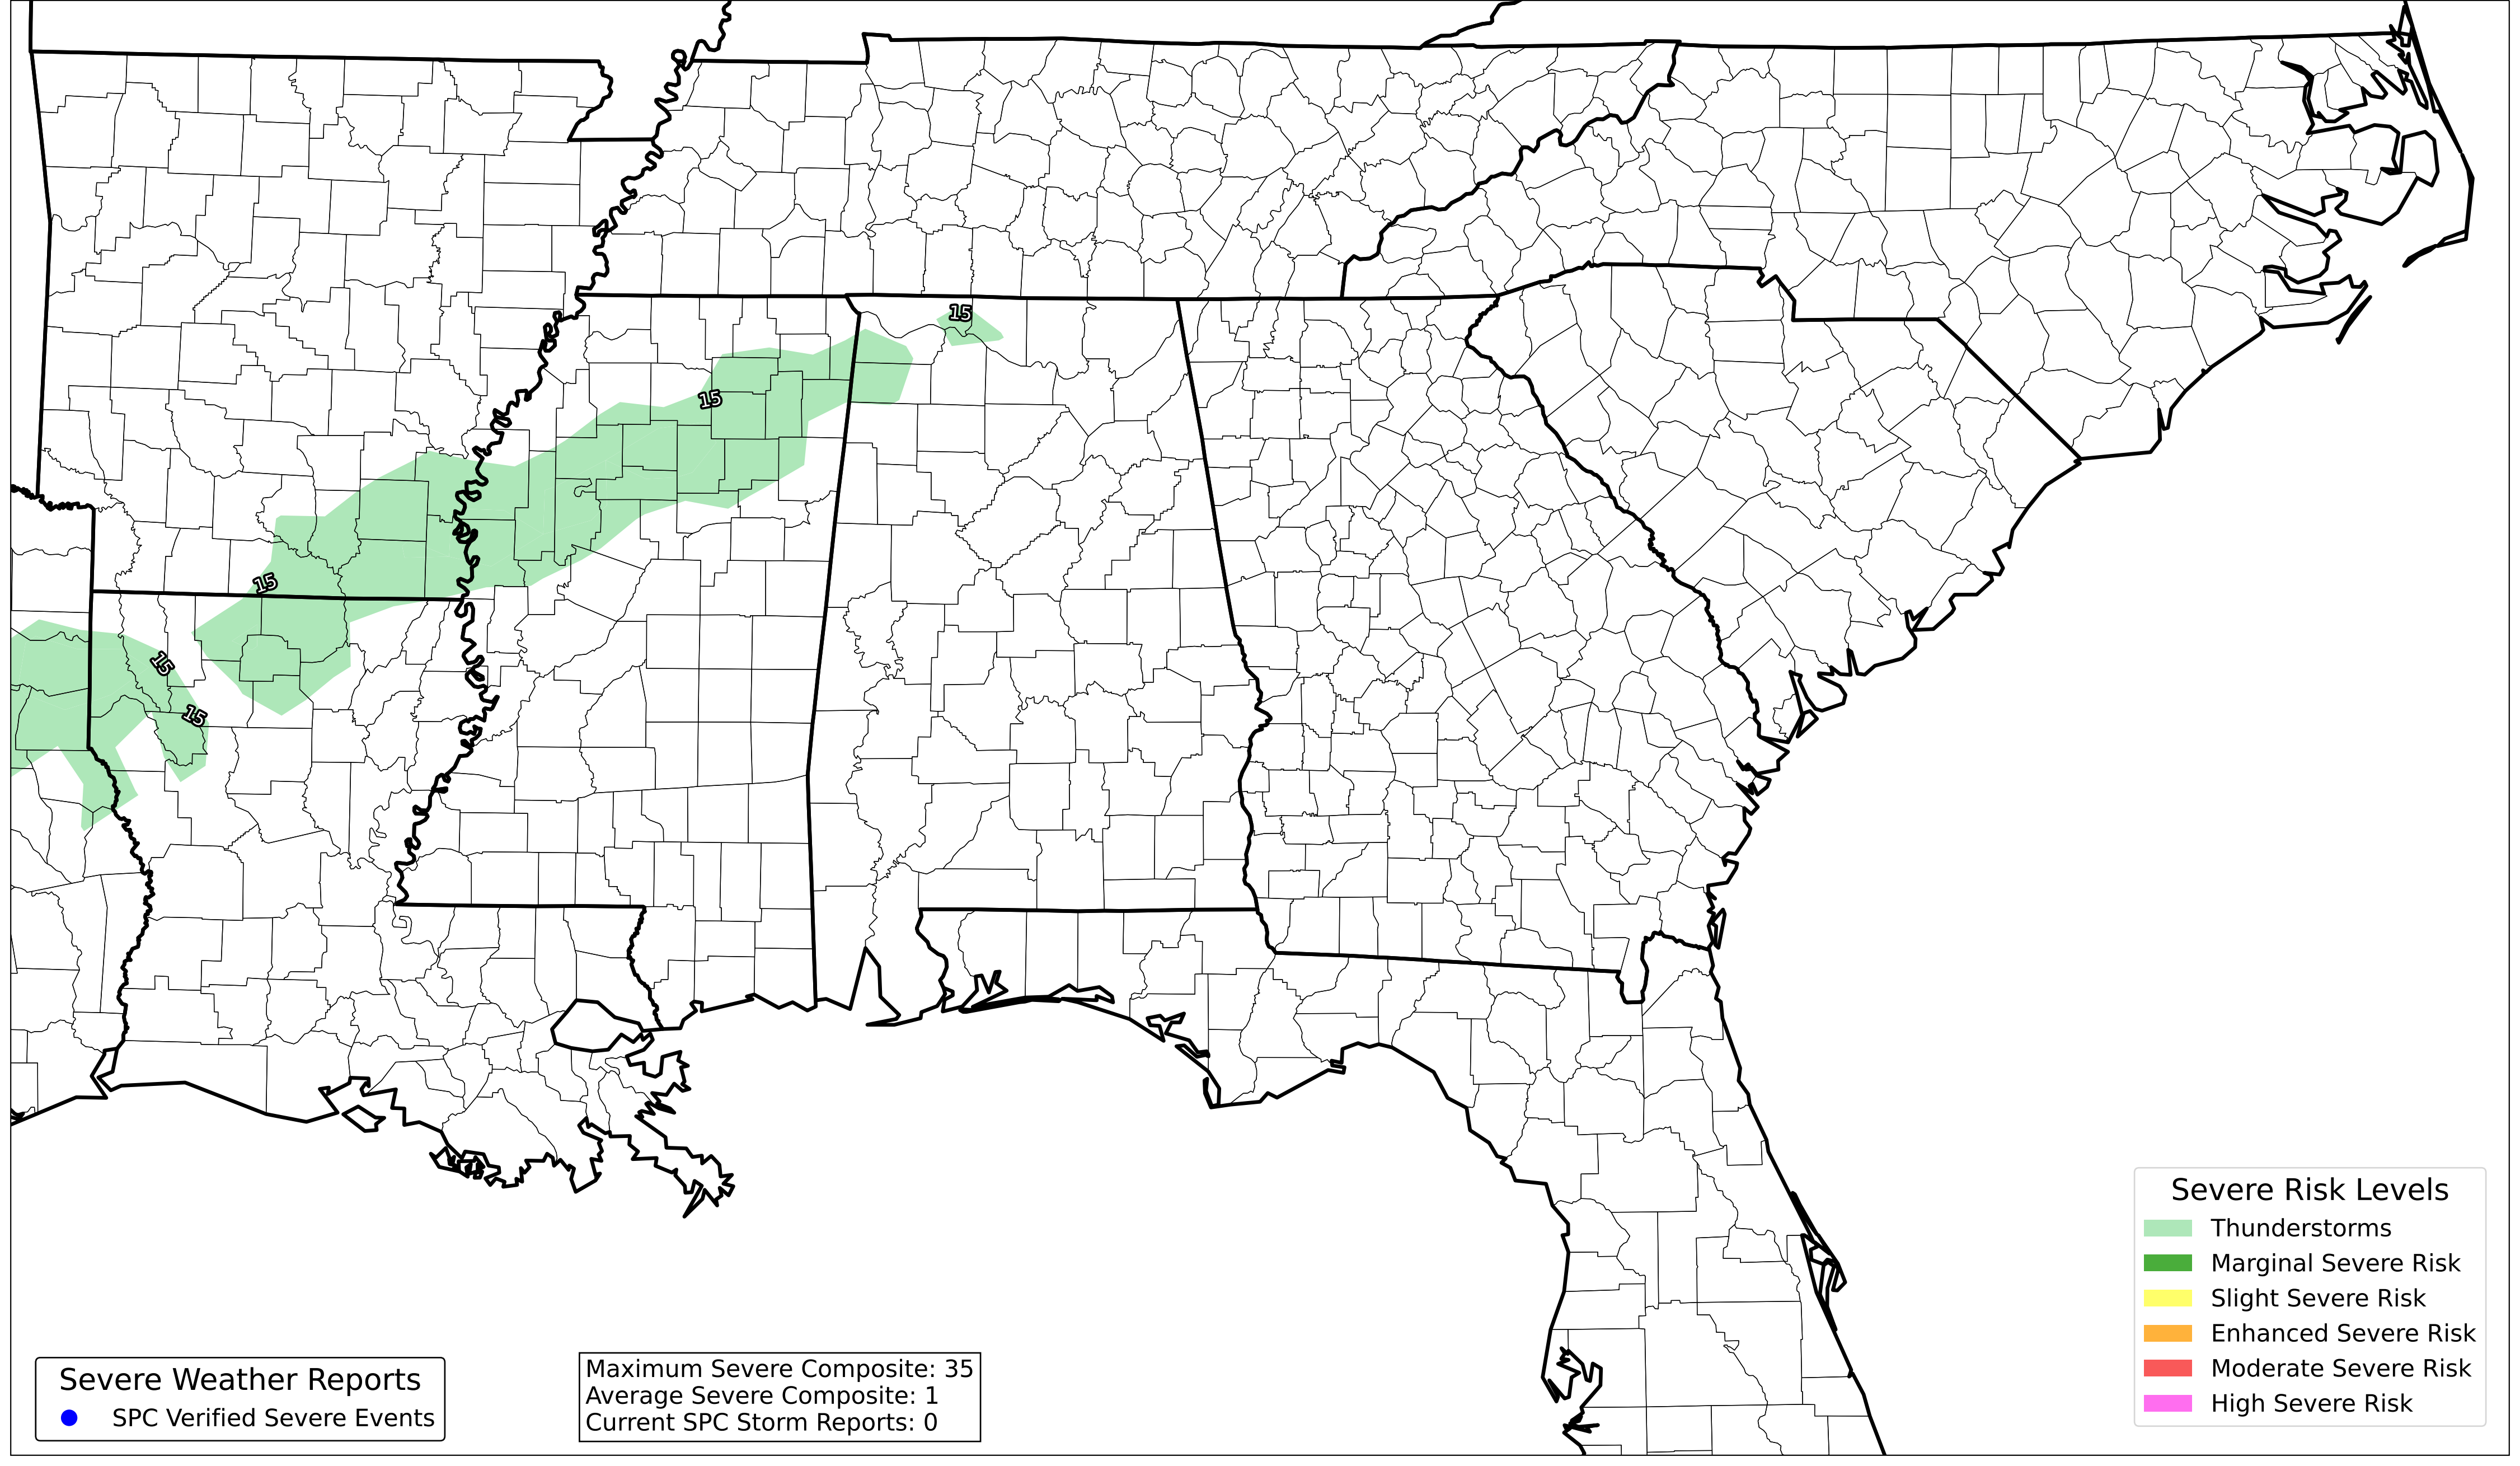 15
15
15
15
15
Severe Risk Levels
Thunderstorms
Marginal Severe Risk
Slight Severe Risk
Enhanced Severe Risk
Moderate Severe Risk
High Severe Risk
Severe Weather Reports
SPC Verified Severe Events
Maximum Severe Composite: 35
Average Severe Composite: 1
Current SPC Storm Reports: 0